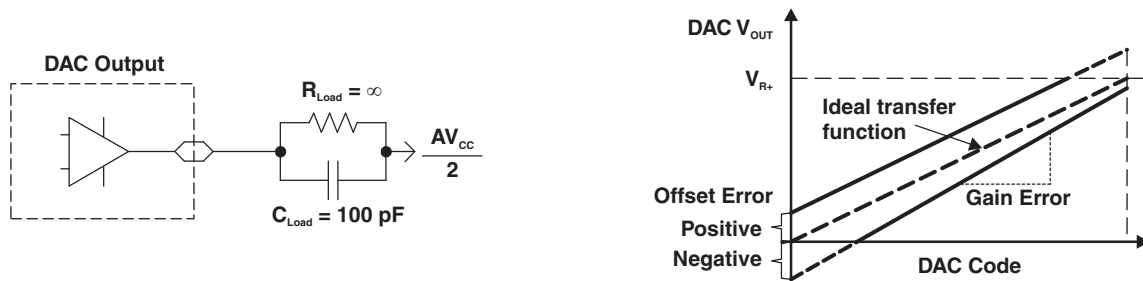 DAC Output
R_Load = ∞
AV_CC
2
C_Load = 100 pF
DAC V_OUT
V_R+
Ideal transfer
function
Offset Error
Positive
Negative
Gain Error
DAC Code